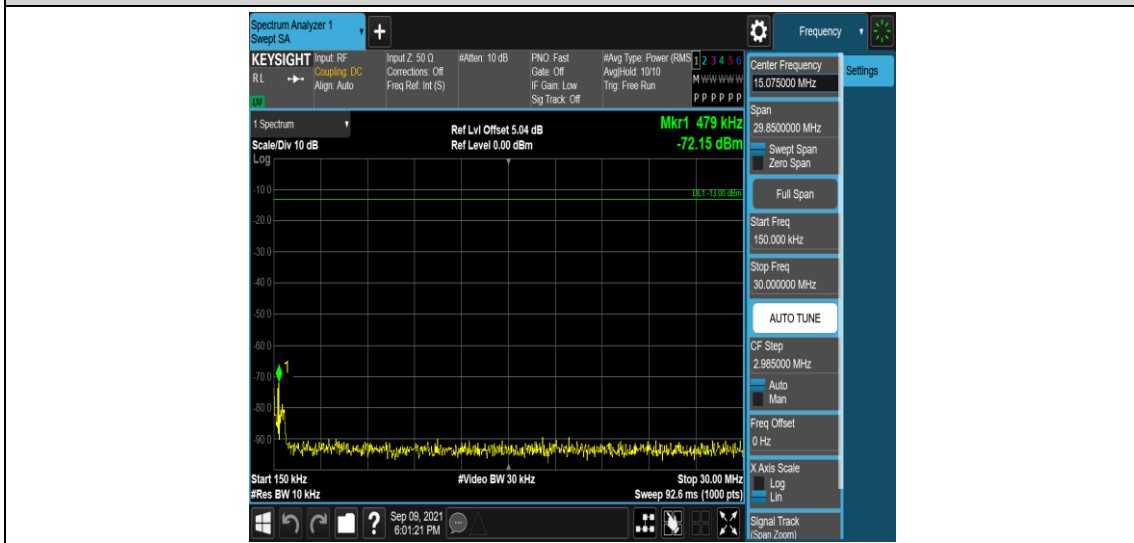 Spectrum Analyzer 1
Swept SA
Frequency
KEYSIGHT
RL
LXI
Input: RF
Coupling: DC
Align: Auto
Input Z: 50 Ω
Corrections: Off
Freq Ref: Int (S)
#Atten: 10 dB
PNO: Fast
Gate: Off
IF Gain: Low
Sig Track: Off
#Avg Type: Power (RMS
Avg|Hold: 10/10
Trig: Free Run
1 2 3 4 5 6
M W W W W W
P P P P P P
Center Frequency
15.075000 MHz
Settings
Span
29.8500000 MHz
Swept Span
Zero Span
Full Span
Start Freq
150.000 kHz
Stop Freq
30.000000 MHz
AUTO TUNE
CF Step
2.985000 MHz
Auto
Man
Freq Offset
0 Hz
X Axis Scale
Log
Lin
Signal Track
(Span Zoom)
1 Spectrum
Scale/Div 10 dB
Log
Ref Lvl Offset 5.04 dB
Ref Level 0.00 dBm
Mkr1 479 kHz
-72.15 dBm
DL1 -13.00 dBm
-10.0
-20.0
-30.0
-40.0
-50.0
-60.0
-70.0
-80.0
-90.0
1
Start 150 kHz
#Res BW 10 kHz
#Video BW 30 kHz
Stop 30.00 MHz
Sweep 92.6 ms (1000 pts)
?
Sep 09, 2021
6:01:21 PM